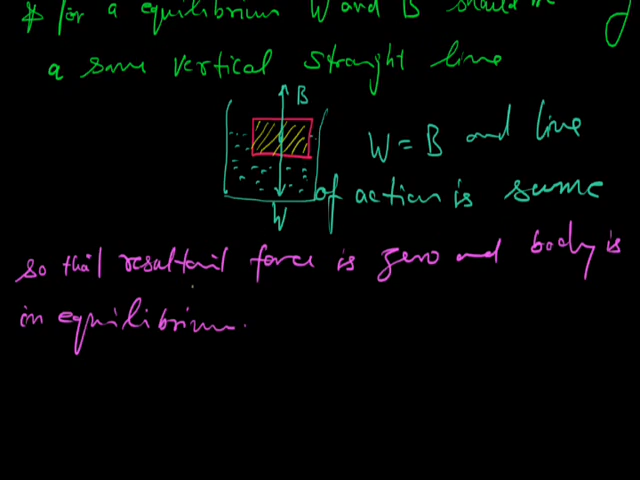 for a equilibrium W and B should in
a same vertical straight line
B
W = B and line
of action is same
W
so that resultant force is zero and body is
in equilibrium.